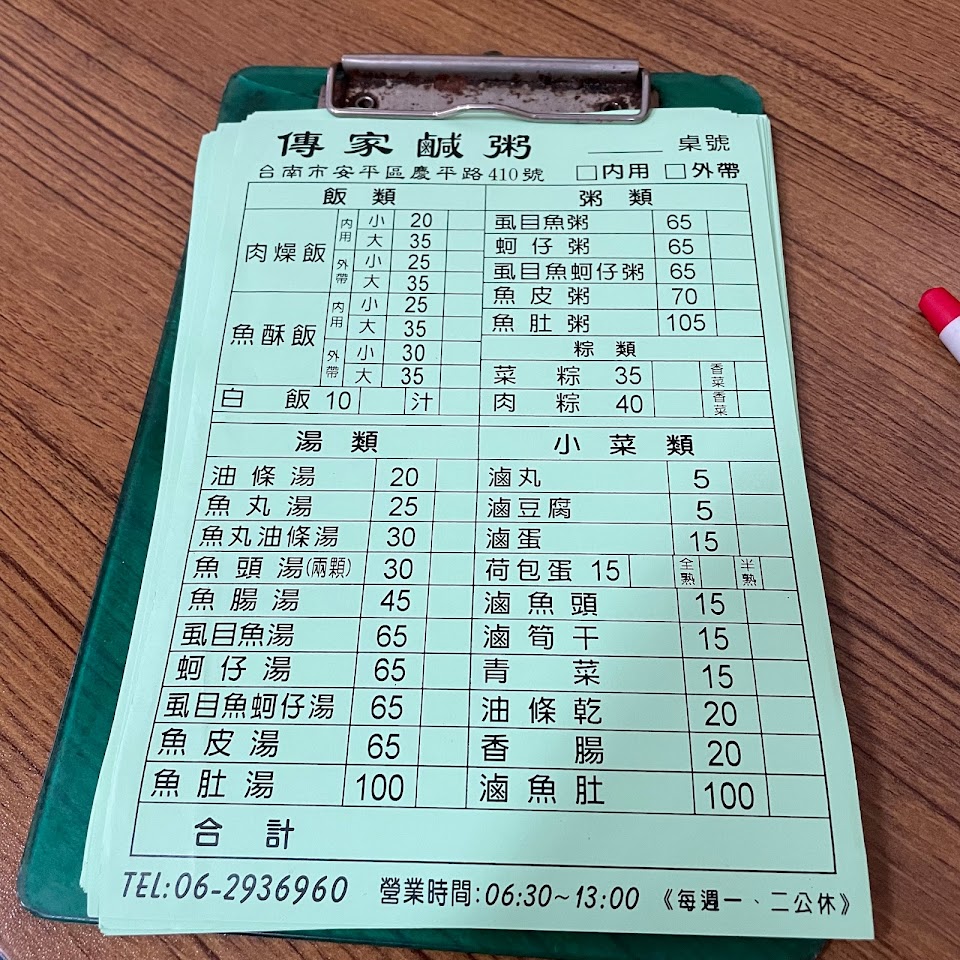 傳家鹹粥 桌號
台南市安平區慶平路410號 □內用 □外帶
飯類
肉燥飯 內用 小 20
大 35
外帶 小 25
大 35
魚酥飯 內用 小 25
大 35
外帶 小 30
大 35
白飯 10 汁
粥類
虱目魚粥 65
蚵仔粥 65
虱目魚蚵仔粥 65
魚皮粥 70
魚肚粥 105
粽類
菜粽 35 香菜
肉粽 40 香菜
湯類
油條湯 20
魚丸湯 25
魚丸油條湯 30
魚頭湯(兩顆) 30
魚腸湯 45
虱目魚湯 65
蚵仔湯 65
虱目魚蚵仔湯 65
魚皮湯 65
魚肚湯 100
小菜類
滷丸 5
滷豆腐 5
滷蛋 15
荷包蛋 15 全熟 半熟
滷魚頭 15
滷筍干 15
青菜 15
油條乾 20
香腸 20
滷魚肚 100
合計
TEL:06-2936960 營業時間:06:30~13:00 《每週一、二公休》